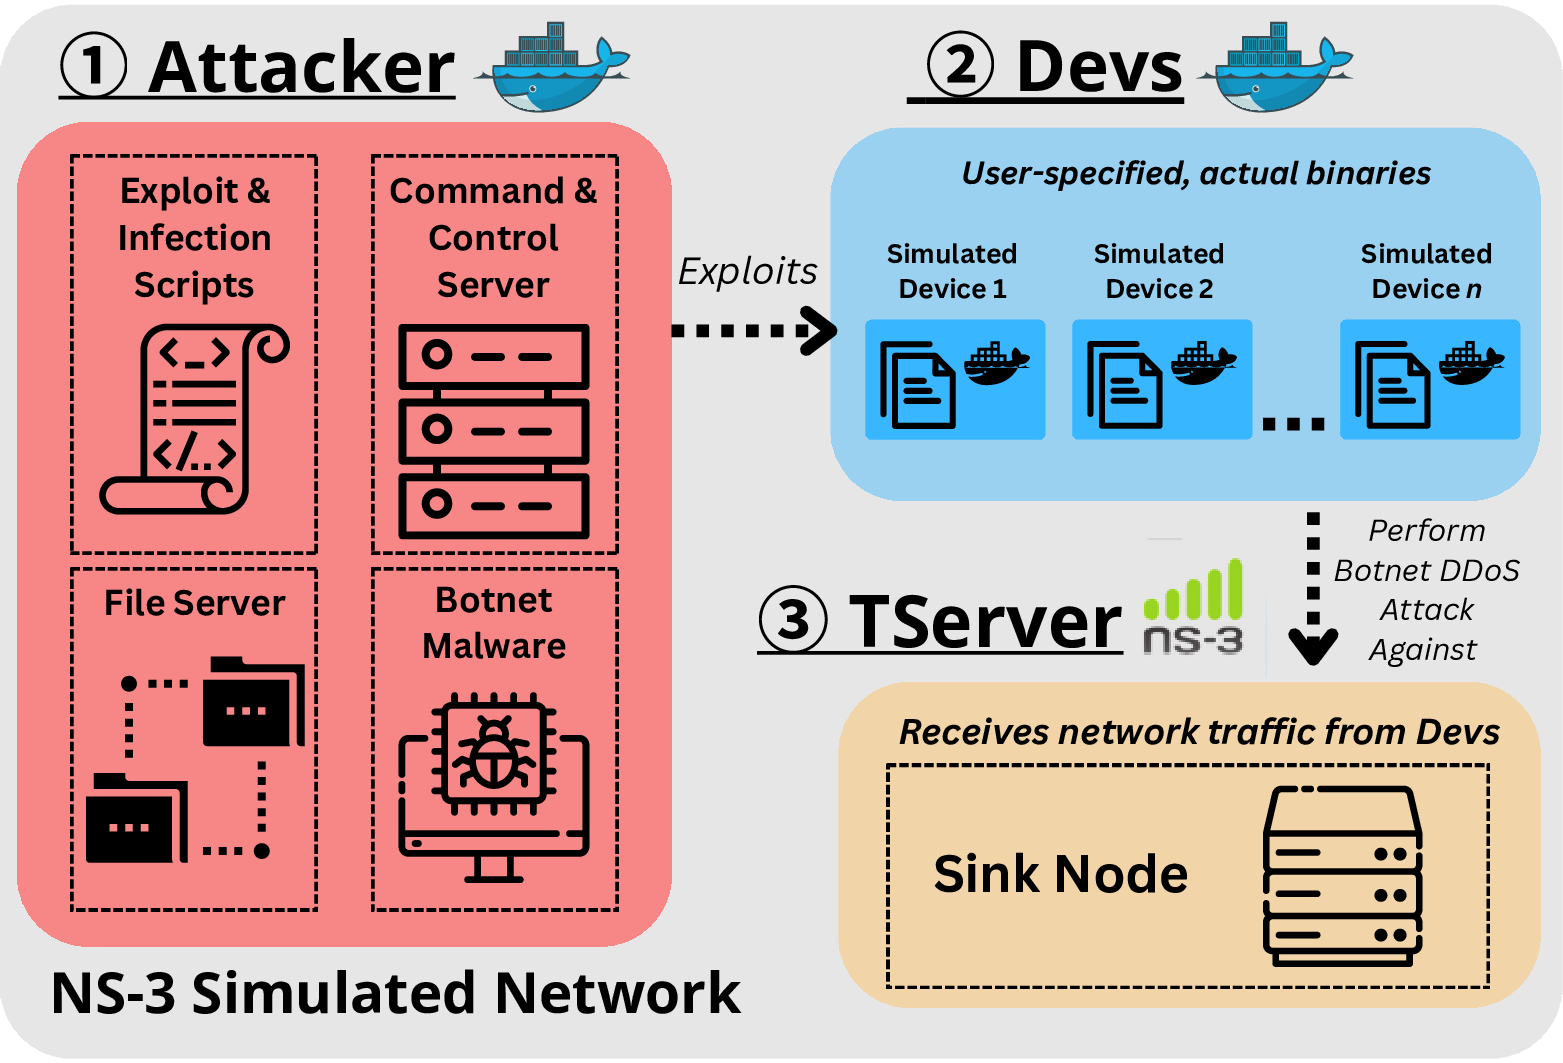 ① Attacker
Exploit &
Infection
Scripts
Command &
Control
Server
File Server
Botnet
Malware
Exploits
② Devs
User-specified, actual binaries
Simulated
Device 1
Simulated
Device 2
...
Simulated
Device n
Perform
Botnet DDoS
Attack
Against
③ TServer
ns-3
Receives network traffic from Devs
Sink Node
NS-3 Simulated Network